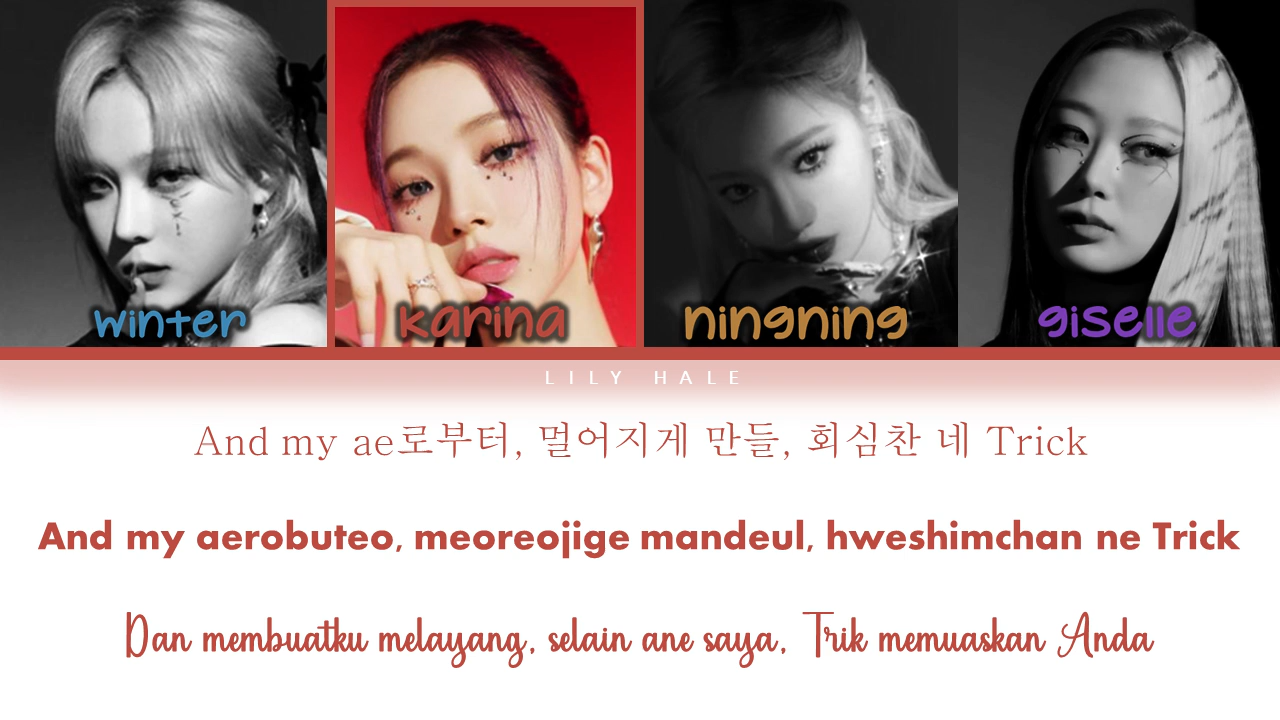 winter karina ningning giselle
LILY HALE
And my ae로부터, 멀어지게 만들, 회심찬 네 Trick
And my aerobuteo, meoreojige mandeul, hweshimchan ne Trick
Dan membuatku melayang, selain ane saya, Trik memuaskan Anda